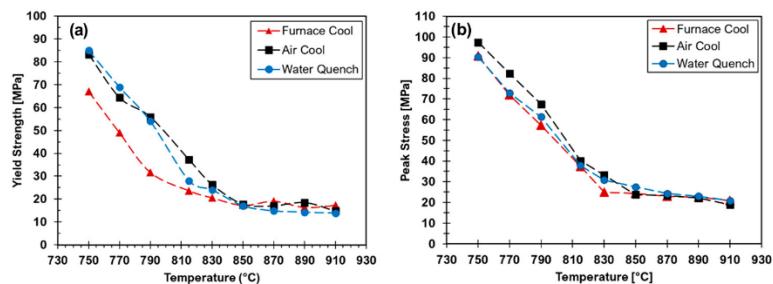 (a)
Furnace Cool
Air Cool
Water Quench
Yield Strength [MPa]
100
90
80
70
60
50
40
30
20
10
0
730 750 770 790 810 830 850 870 890 910 930
Temperature (°C)
(b)
Furnace Cool
Air Cool
Water Quench
Peak Stress [MPa]
110
100
90
80
70
60
50
40
30
20
10
0
730 750 770 790 810 830 850 870 890 910 930
Temperature [°C]